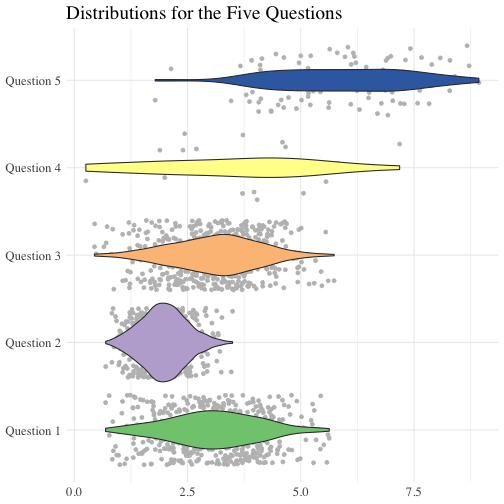 Distributions for the Five Questions
Question 5
Question 4
Question 3
Question 2
Question 1
0.0 2.5 5.0 7.5